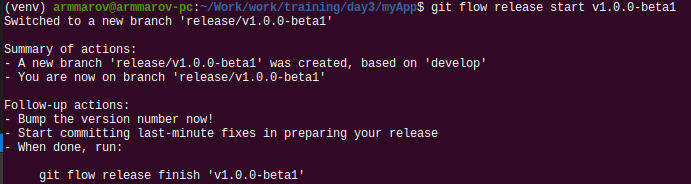 (venv) armmarov@armmarov-pc:~/Work/work/training/day3/myApp$ git flow release start v1.0.0-beta1
Switched to a new branch 'release/v1.0.0-beta1'

Summary of actions:
- A new branch 'release/v1.0.0-beta1' was created, based on 'develop'
- You are now on branch 'release/v1.0.0-beta1'

Follow-up actions:
- Bump the version number now!
- Start committing last-minute fixes in preparing your release
- When done, run:

     git flow release finish 'v1.0.0-beta1'